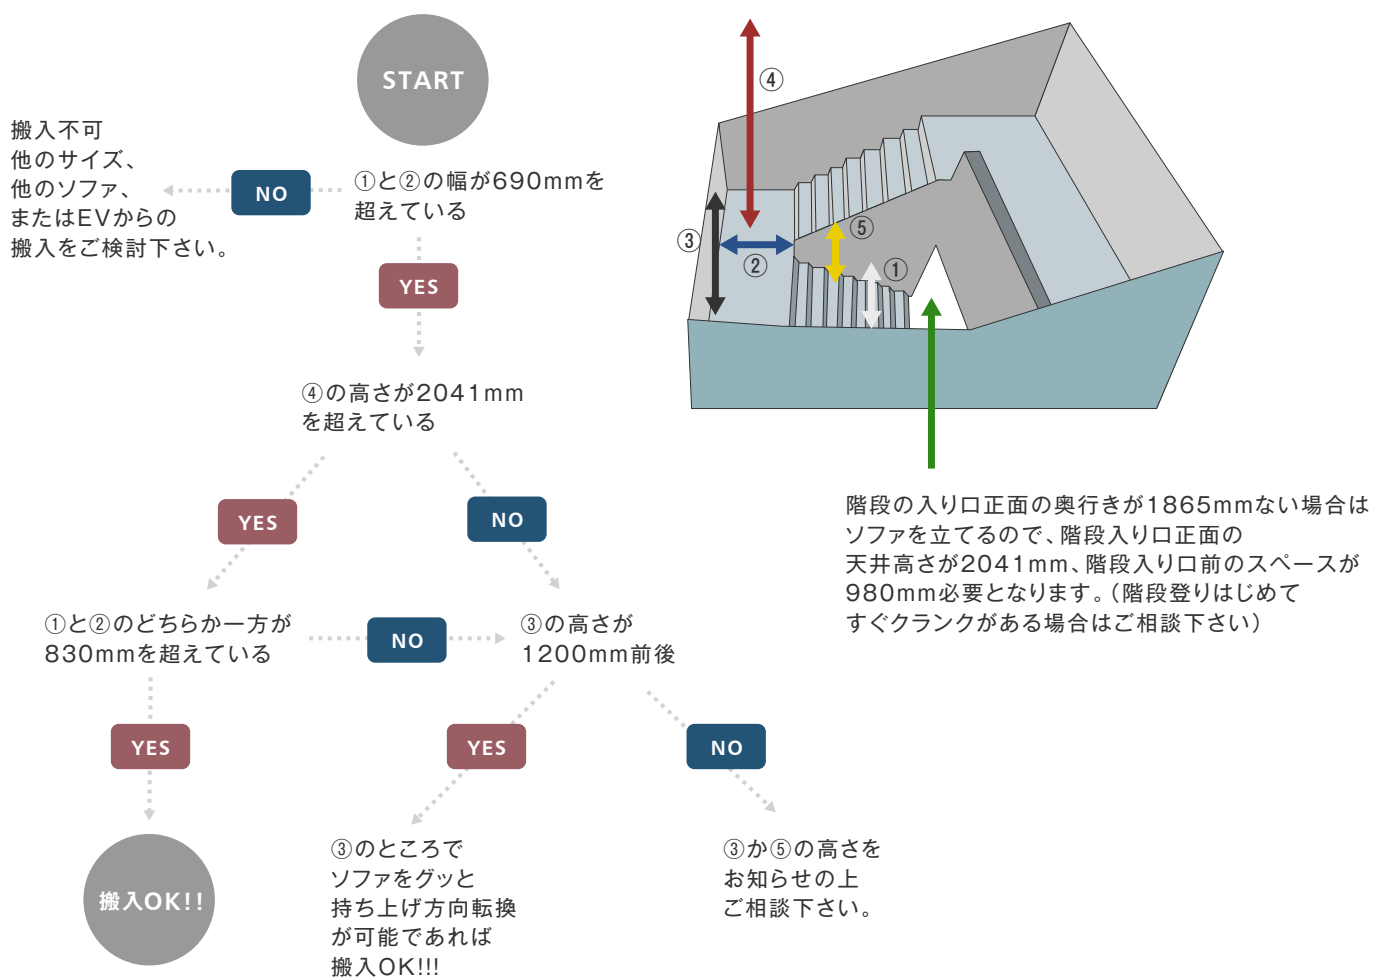 START
搬入不可
他のサイズ、
他のソファ、
またはEVからの
搬入をご検討下さい。
NO
①と②の幅が690mmを
超えている
YES
④の高さが2041mm
を超えている
YES
NO
①と②のどちらか一方が
830mmを超えている
NO
③の高さが
1200mm前後
YES
YES
NO
搬入OK!!
③のところで
ソファをグッと
持ち上げ方向転換
が可能であれば
搬入OK!!!
③か⑤の高さを
お知らせの上
ご相談下さい。
④
③
②
⑤
①
階段の入り口正面の奥行きが1865mmない場合は
ソファを立てるので、階段入り口正面の
天井高さが2041mm、階段入り口前のスペースが
980mm必要となります。（階段登りはじめて
すぐクランクがある場合はご相談下さい）